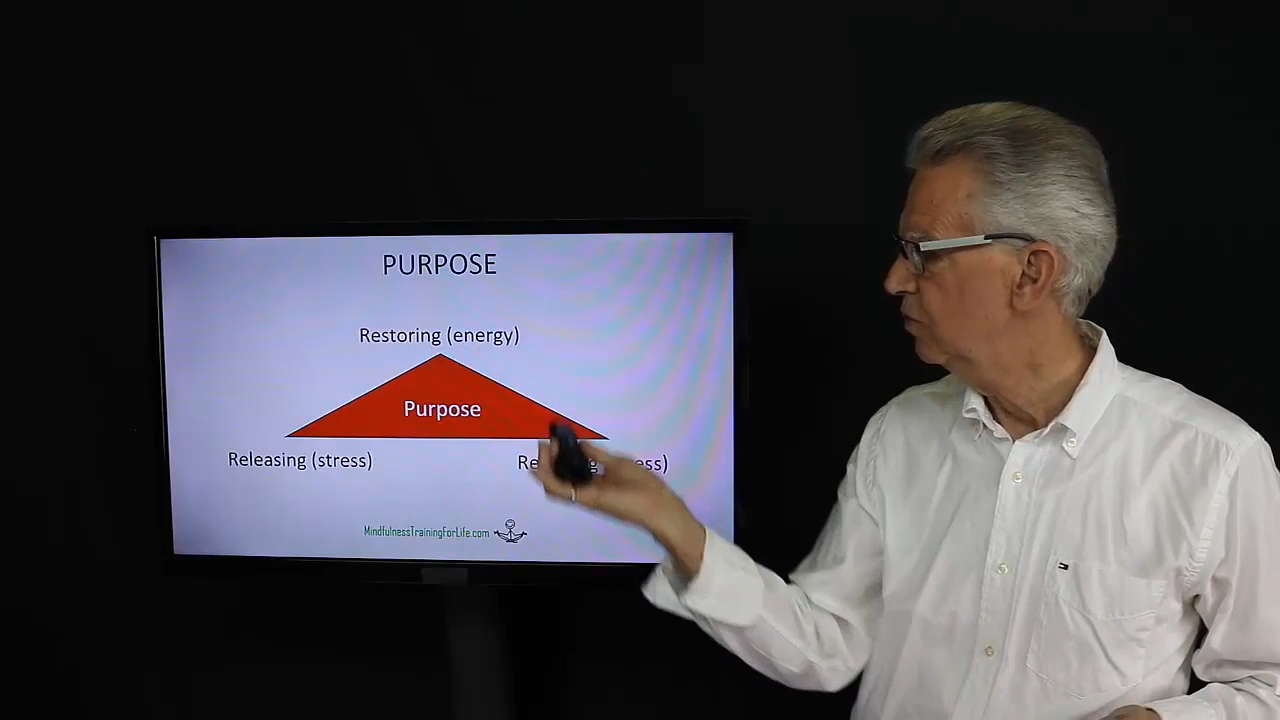 PURPOSE
Restoring (energy)
Purpose
Releasing (stress)
MindfulnessTrainingForLife.com